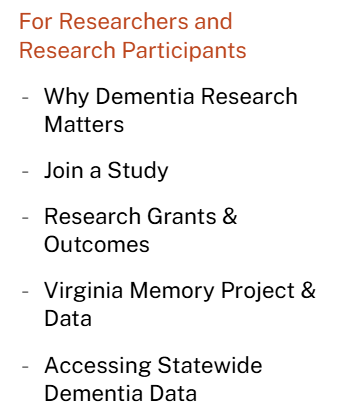 For Researchers and
Research Participants
- Why Dementia Research
Matters
- Join a Study
- Research Grants &
Outcomes
- Virginia Memory Project &
Data
- Accessing Statewide
Dementia Data